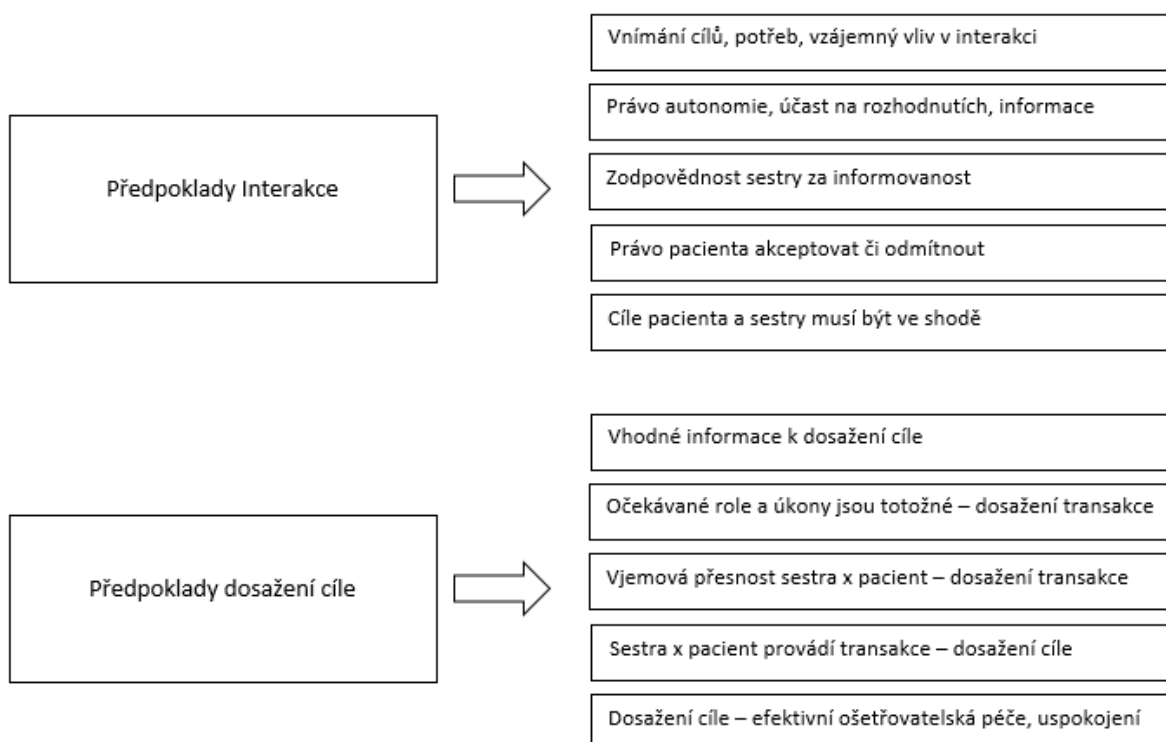 Předpoklady Interakce
Vnímání cílů, potřeb, vzájemný vliv v interakci
Právo autonomie, účast na rozhodnutích, informace
Zodpovědnost sestry za informovanost
Právo pacienta akceptovat či odmítnout
Cíle pacienta a sestry musí být ve shodě
Předpoklady dosažení cíle
Vhodné informace k dosažení cíle
Očekávané role a úkony jsou totožné – dosažení transakce
Vjemová přesnost sestra x pacient – dosažení transakce
Sestra x pacient provádí transakce – dosažení cíle
Dosažení cíle – efektivní ošetřovatelská péče, uspokojení